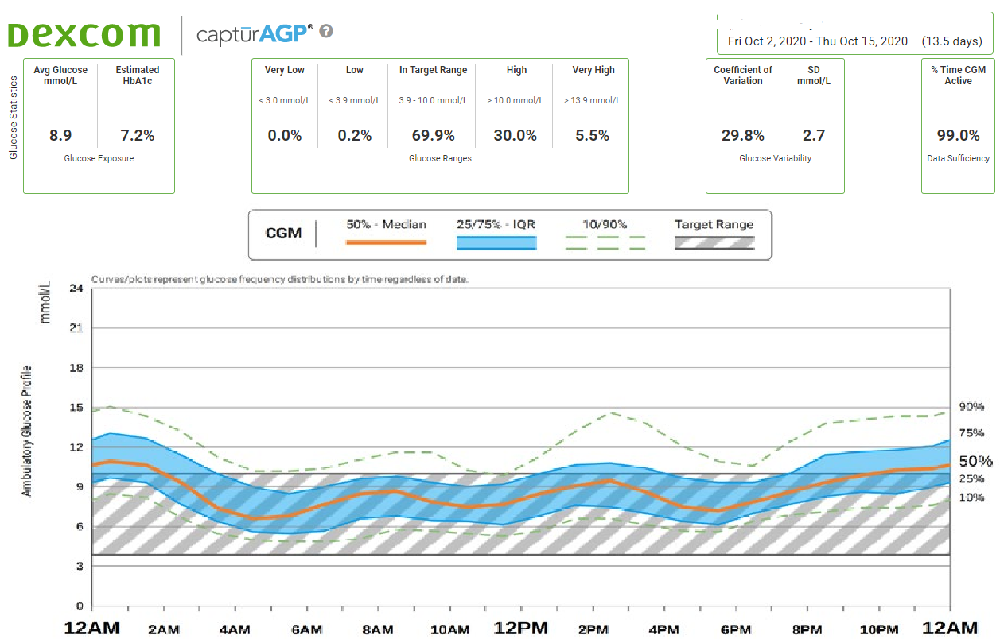 Dexcom
captūrAGP® ?
Fri Oct 2, 2020 - Thu Oct 15, 2020 (13.5 days)
Glucose Statistics
Avg Glucose
mmol/L
8.9
Estimated
HbA1c
7.2%
Glucose Exposure
Very Low
< 3.0 mmol/L
0.0%
Low
< 3.9 mmol/L
0.2%
In Target Range
3.9 - 10.0 mmol/L
69.9%
High
> 10.0 mmol/L
30.0%
Very High
> 13.9 mmol/L
5.5%
Glucose Ranges
Coefficient of
Variation
29.8%
SD
mmol/L
2.7
Glucose Variability
% Time CGM
Active
99.0%
Data Sufficiency
CGM
50% - Median
25/75% - IQR
10/90%
Target Range
Curves/plots represent glucose frequency distributions by time regardless of date.
mmol/L
Ambulatory Glucose Profile
24
21
18
15
12
9
6
3
0
90%
75%
50%
25%
10%
12AM 2AM 4AM 6AM 8AM 10AM 12PM 2PM 4PM 6PM 8PM 10PM 12AM